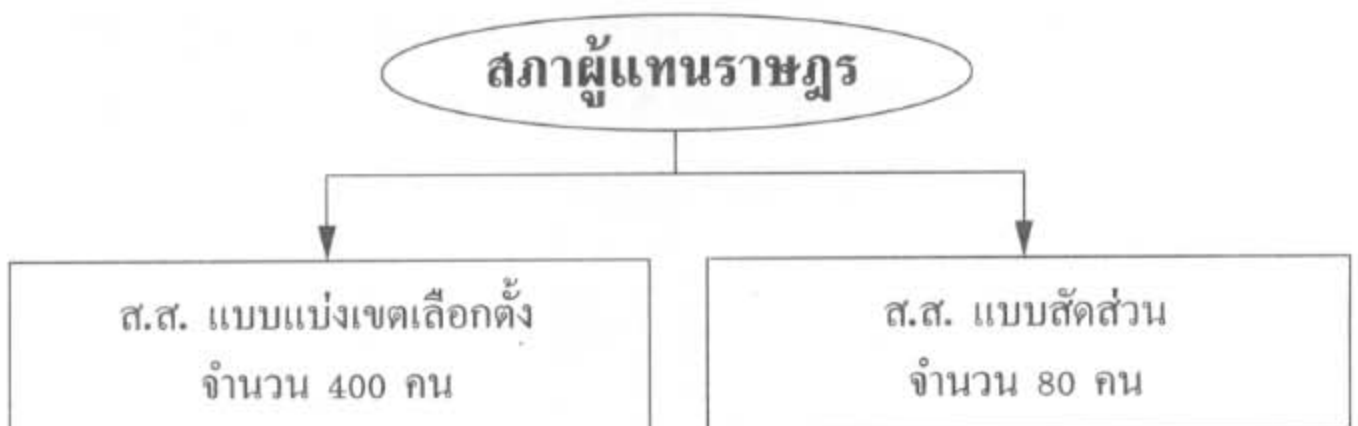 สภาผู้แทนราษฎร
ส.ส. แบบแบ่งเขตเลือกตั้ง
จำนวน 400 คน
ส.ส. แบบสัดส่วน
จำนวน 80 คน